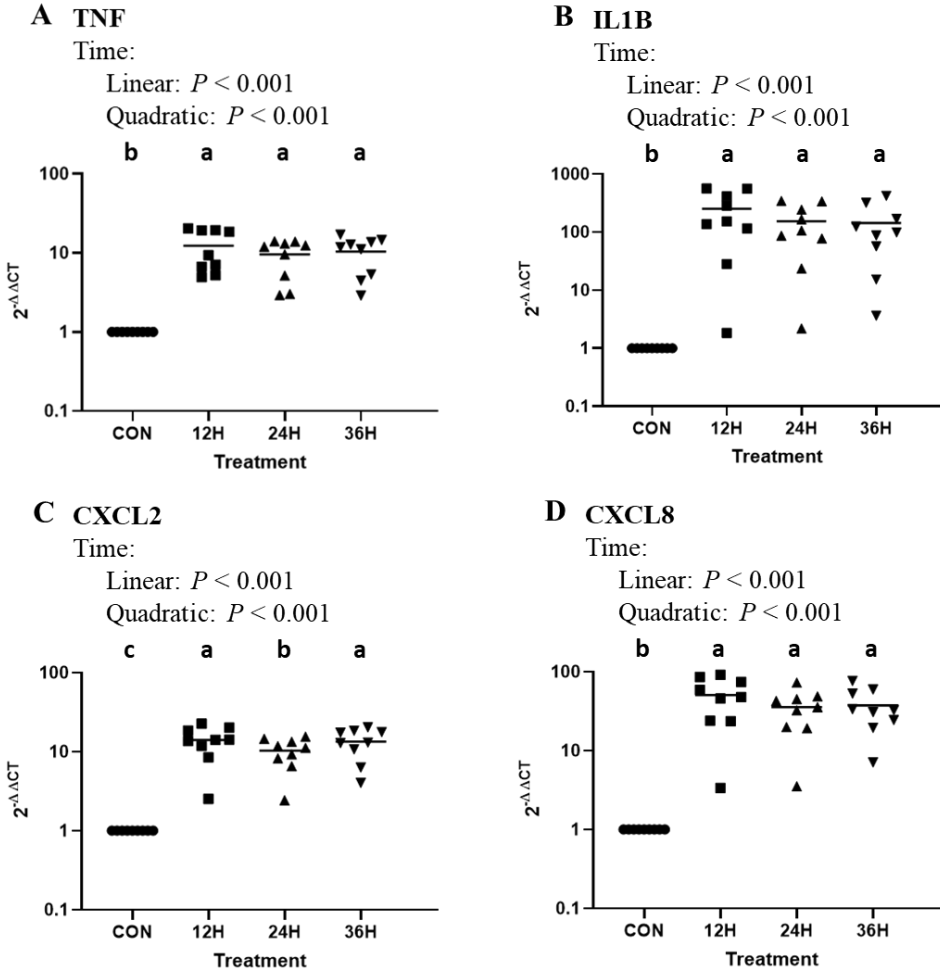 A TNF
Time:
Linear: P < 0.001
Quadratic: P < 0.001
b a a a
100
10
1
0.1
2-Δ ΔCT
CON 12H 24H 36H
Treatment
B IL1B
Time:
Linear: P < 0.001
Quadratic: P < 0.001
b a a a
1000
100
10
1
0.1
2-Δ ΔCT
CON 12H 24H 36H
Treatment
C CXCL2
Time:
Linear: P < 0.001
Quadratic: P < 0.001
c a b a
100
10
1
0.1
2-Δ ΔCT
CON 12H 24H 36H
Treatment
D CXCL8
Time:
Linear: P < 0.001
Quadratic: P < 0.001
b a a a
100
10
1
0.1
2-Δ ΔCT
CON 12H 24H 36H
Treatment